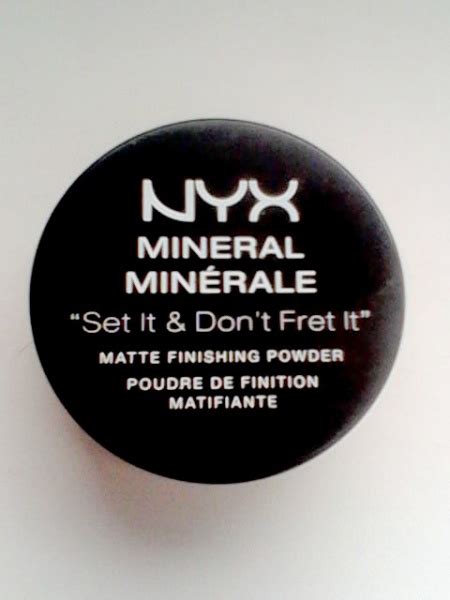 NYX
MINERAL
MINÉRALE
"Set It & Don't Fret It"
MATTE FINISHING POWDER
POUDRE DE FINITION
MATIFIANTE